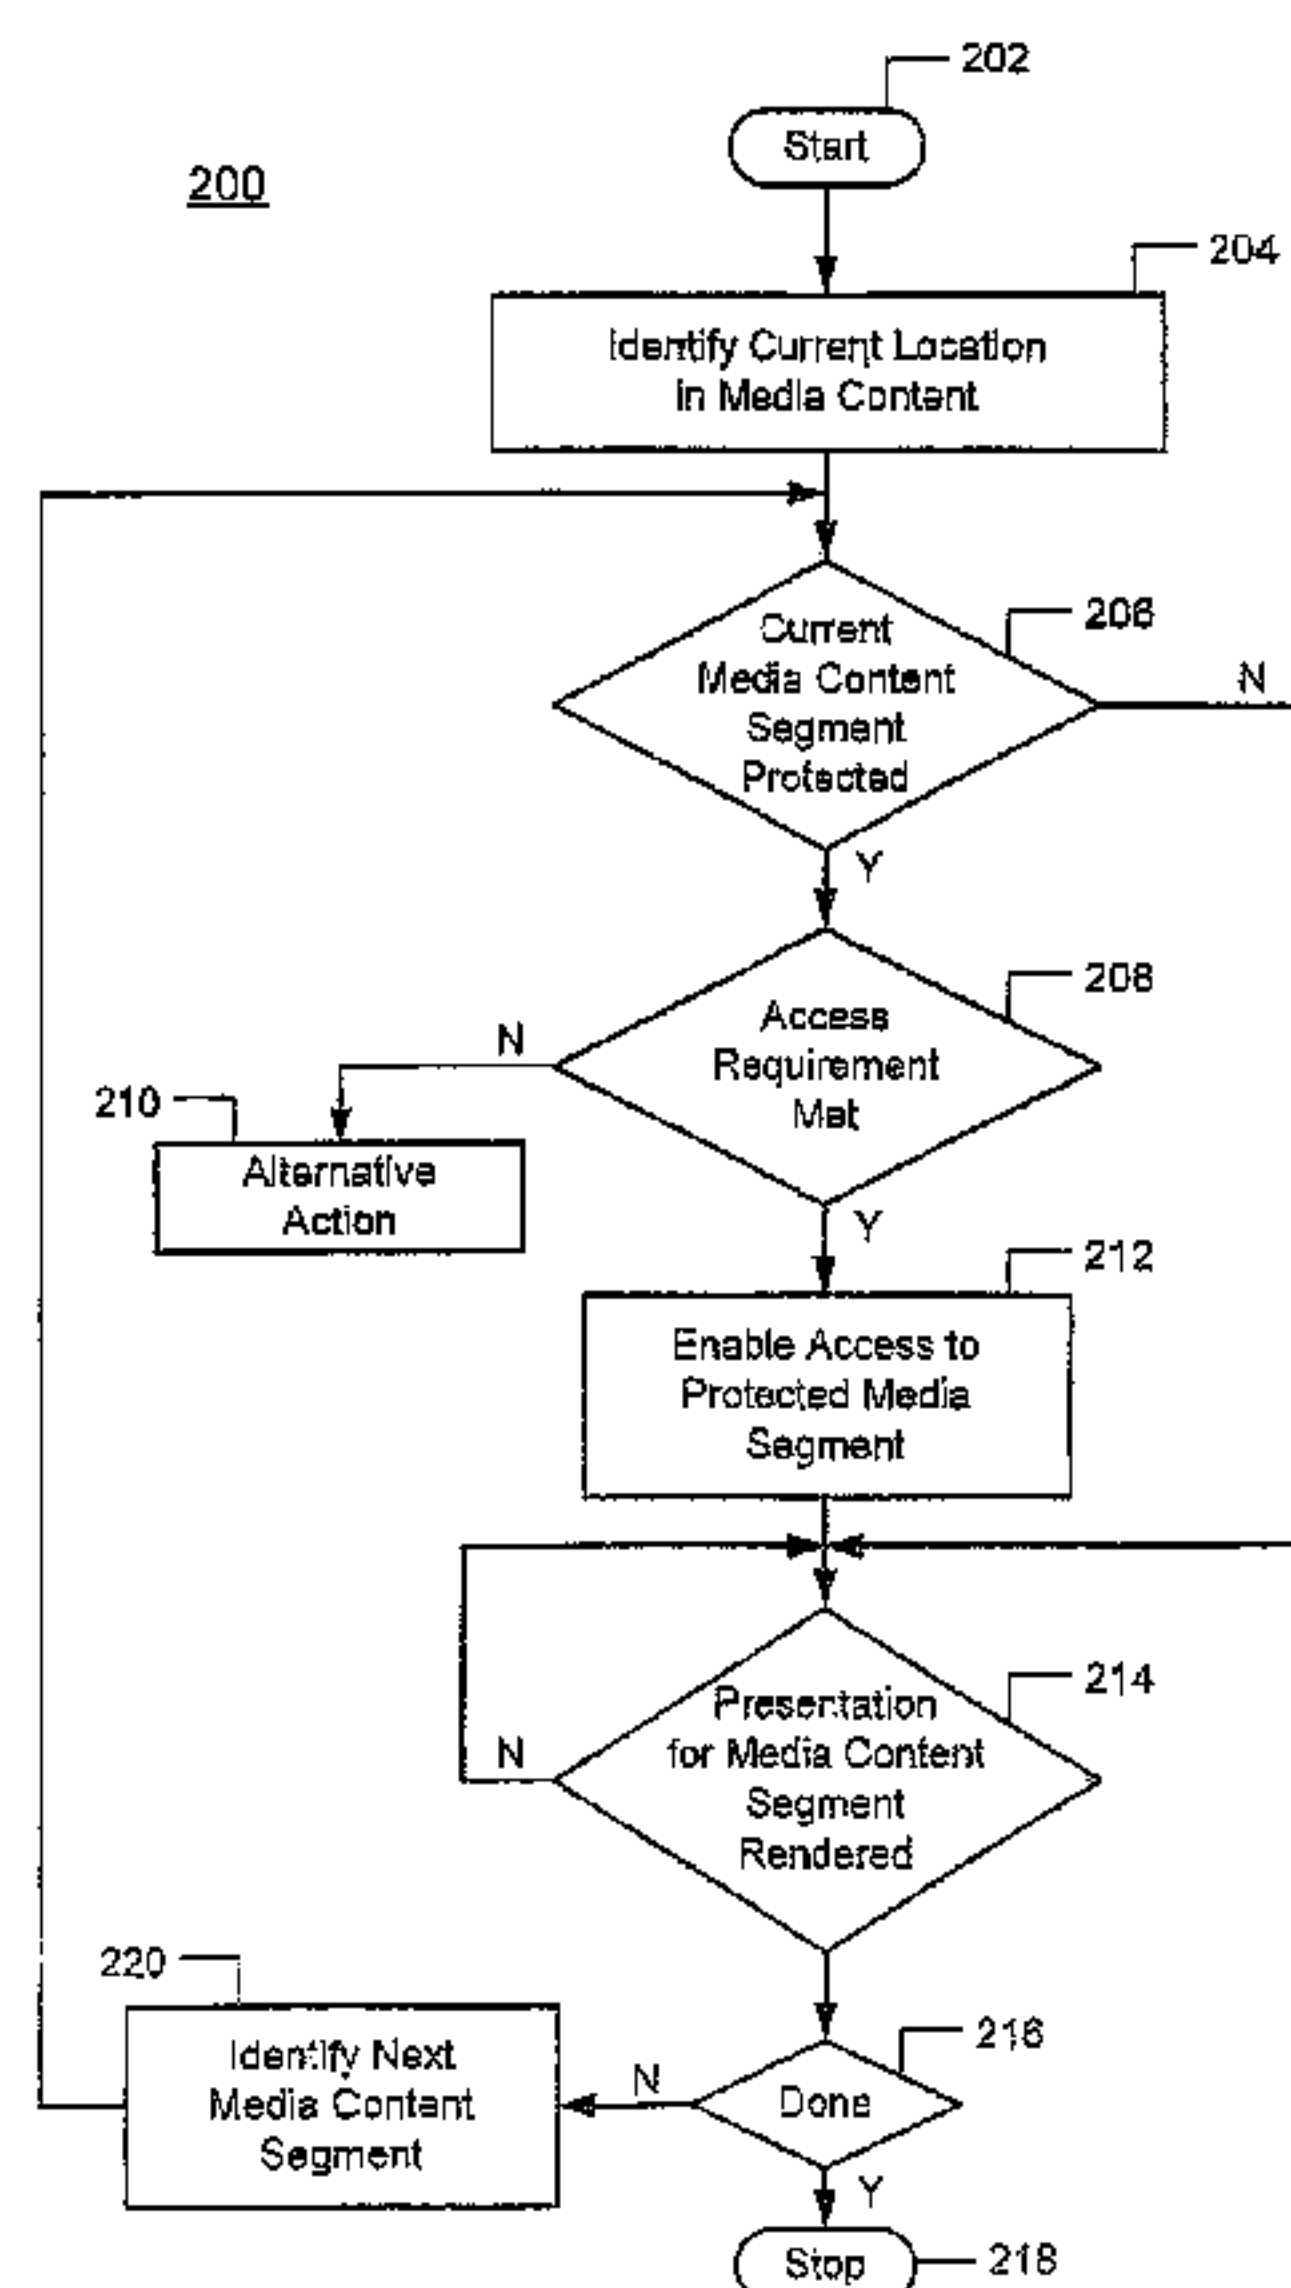 202
Start
200
204
Identify Current Location
in Media Content
206
Current
Media Content
Segment
Protected
N
Y
208
Access
Requirement
Met
N
210
Alternative
Action
Y
212
Enable Access to
Protected Media
Segment
214
Presentation
for Media Content
Segment
Rendered
N
220
Identify Next
Media Content
Segment
216
Done
N
Y
Stop
218